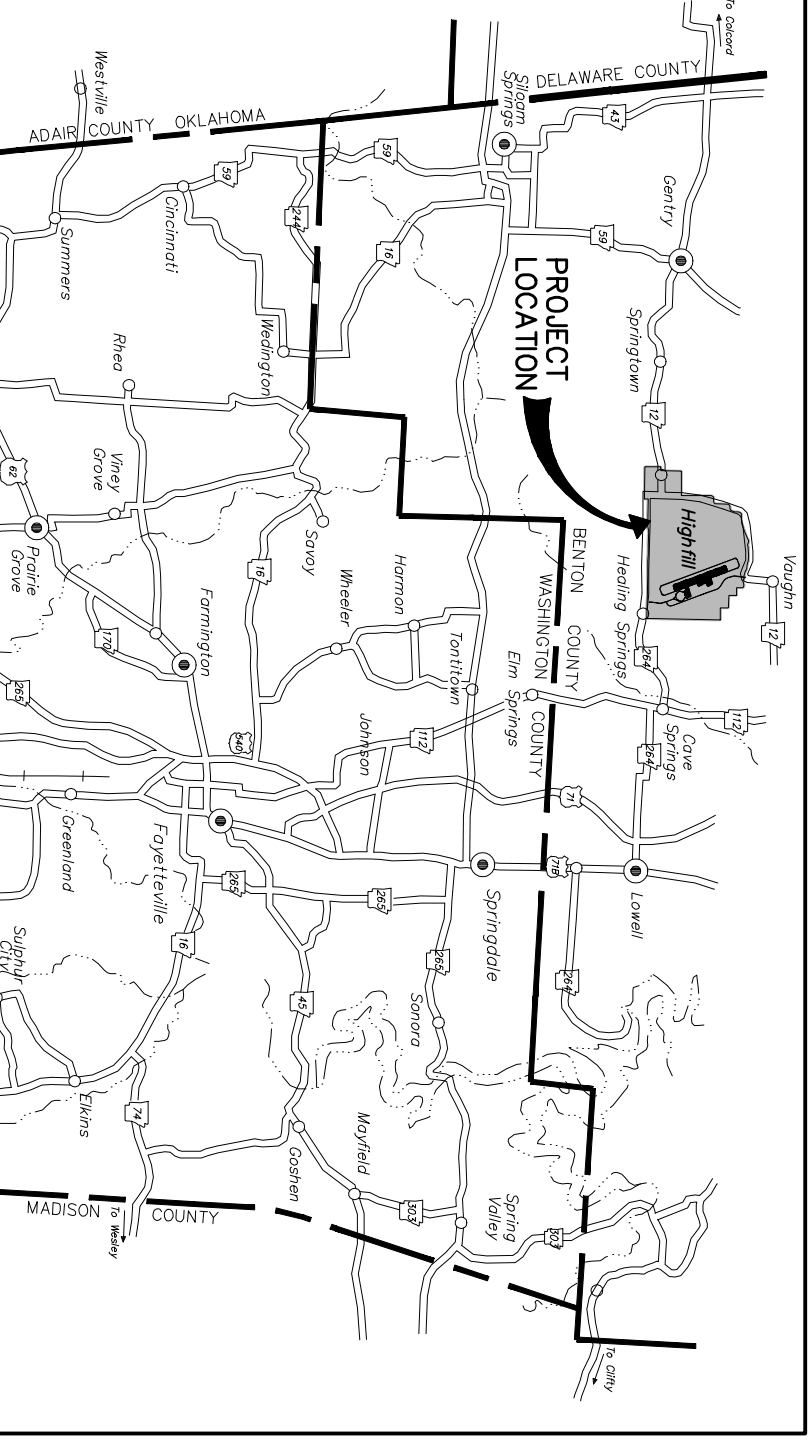 To Colcord
DELAWARE COUNTY
Siloam
Springs
43
Gentry
59
Westville
ADAIR COUNTY OKLAHOMA
59
59
244
16
Cincinnati
Summers
Wedington
PROJECT
LOCATION
Springtown
12
Highfill
Vaughn
12
Rhea
Viney
Grove
62
Prairie
Grove
Savoy
16
Harmon
Wheeler
Farmington
170
265
BENTON COUNTY
WASHINGTON COUNTY
Healing Springs
264
Elm Springs
Tontitown
112
Cave
Springs
264
112
Johnson
540
71
71B
Lowell
Greenland
Fayetteville
265
265
Springdale
264
16
Sulphur
City
45
265
Sonora
Elkins
74
Goshen
Mayfield
303
Spring
Valley
303
MADISON COUNTY
To Wesley
To Clifty